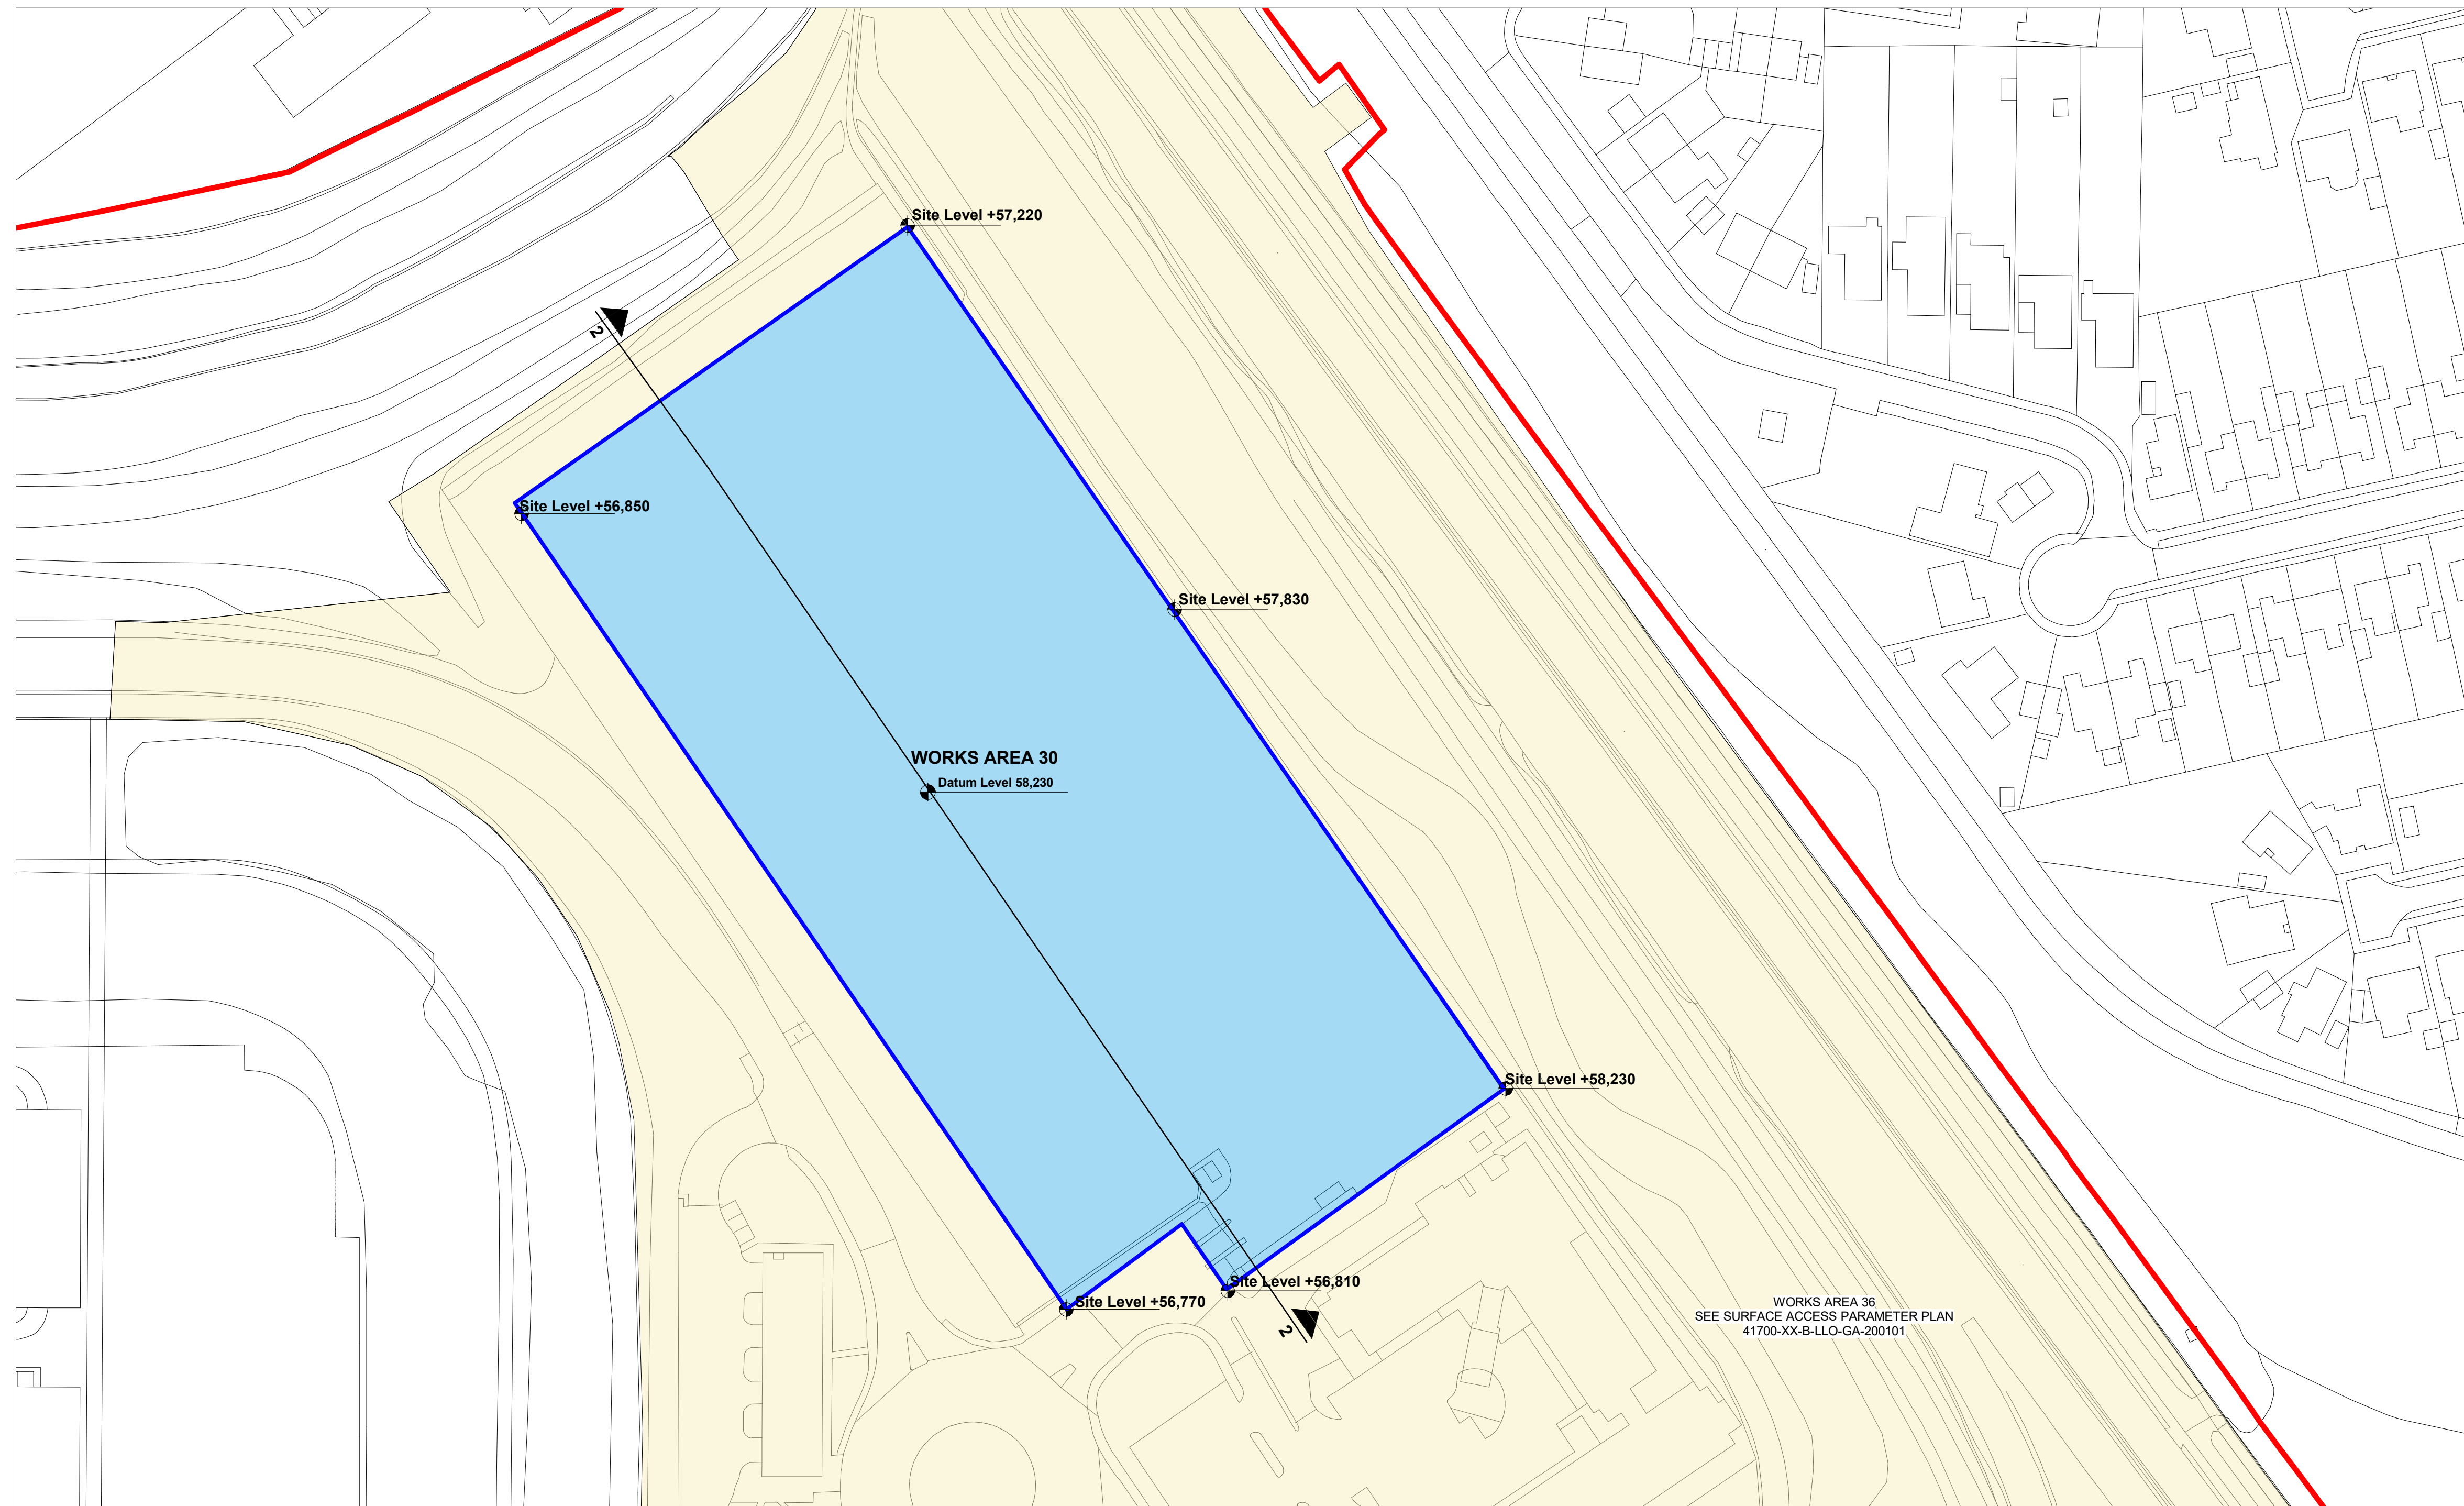 Site Level +57,220
2
Site Level +56,850
Site Level +57,830
WORKS AREA 30
Datum Level 58,230
Site Level +58,230
Site Level +56,810
Site Level +56,770
2
WORKS AREA 36
SEE SURFACE ACCESS PARAMETER PLAN
41700-XX-B-LLO-GA-200101